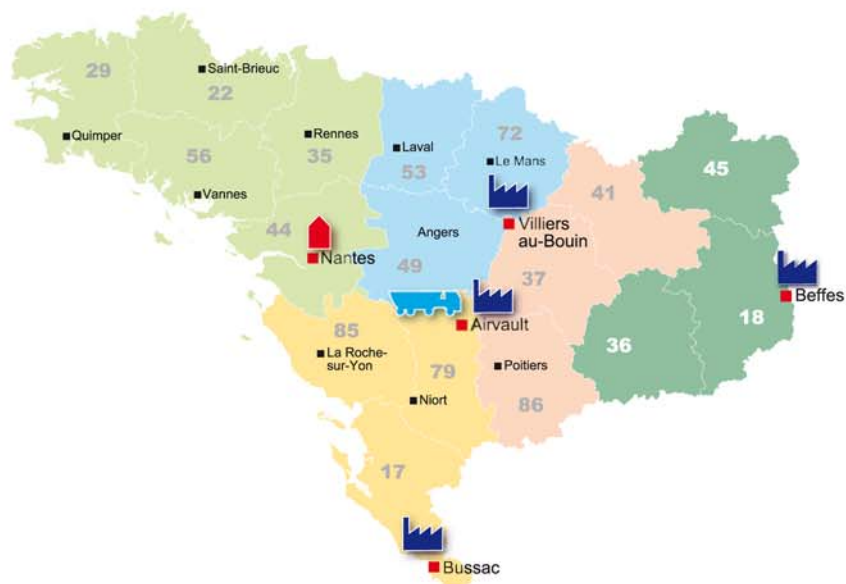 29
Saint-Brieuc
22
72
Quimper
Rennes
Laval
Le Mans
45
56
35
53
41
Vannes
44
Angers
Villiers
au-Bouin
Nantes
49
37
Beffes
85
Airvault
18
La Roche-
sur-Yon
79
Poitiers
36
Niort
86
17
Bussac